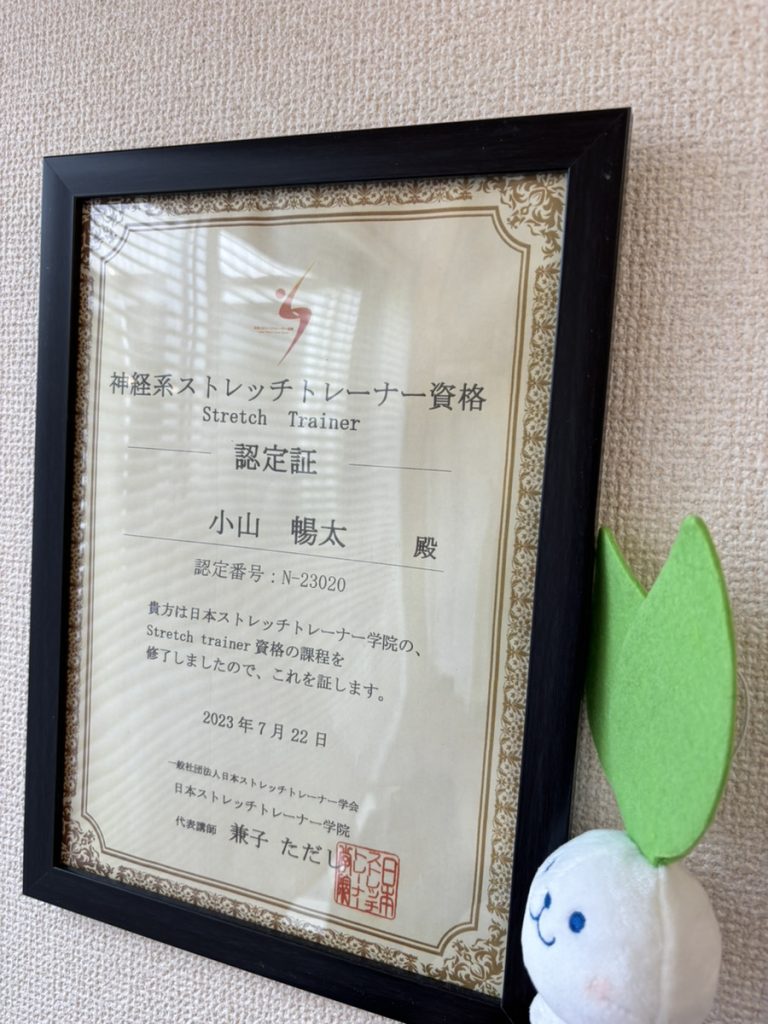 神経系ストレッチトレーナー資格
Stretch Trainer
認定証
小山 暢太 殿
認定番号：N-23020
貴方は日本ストレッチトレーナー学院の、
Stretch trainer 資格の課程を
修了しましたので、これを証します。
2023 年 7 月 22 日
一般社団法人日本ストレッチトレーナー学会
日本ストレッチトレーナー学院
代表講師 兼子 ただし